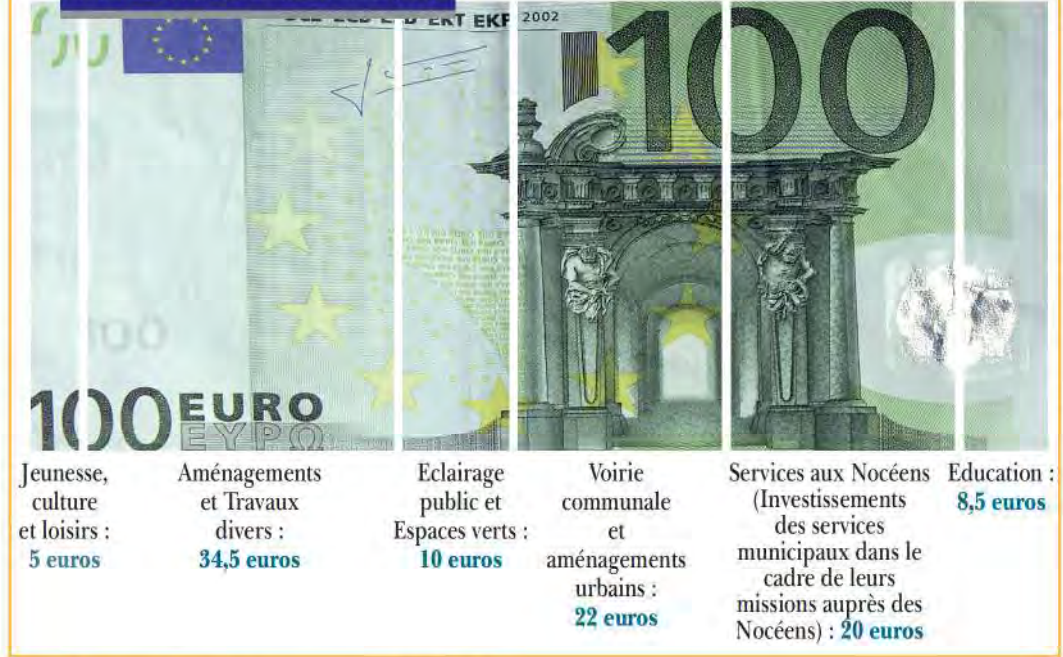 EKT EKP 2002
100
100 EURO
ΕΥΡΩ
Jeunesse,
culture
et loisirs :
5 euros
Aménagements
et Travaux
divers :
34,5 euros
Eclairage
public et
Espaces verts :
10 euros
Voirie
communale
et
aménagements
urbains :
22 euros
Services aux Nocéens
(Investissements
des services
municipaux dans le
cadre de leurs
missions auprès des
Nocéens) : 20 euros
Education :
8,5 euros